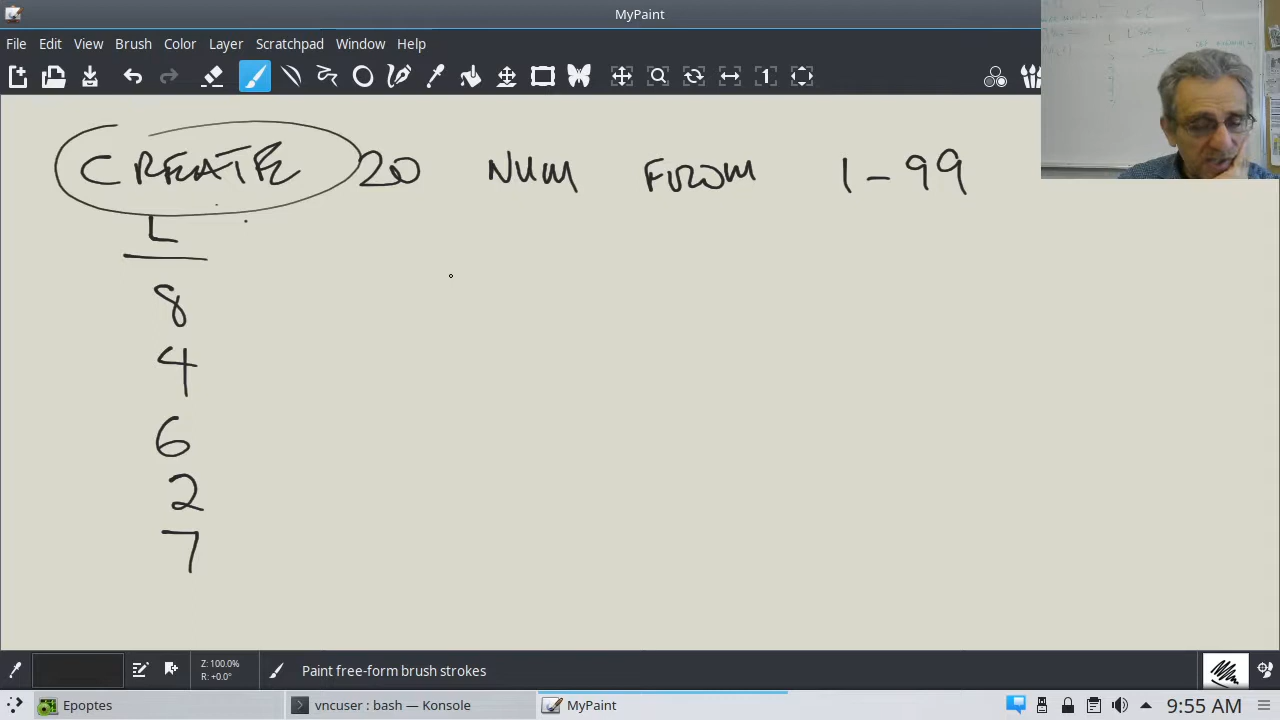 MyPaint
File Edit View Brush Color Layer Scratchpad Window Help
CREATE 20 NUM FROM 1-99
L
8
4
6
2
7
Z: 100.0%
R: +0.0°
Paint free-form brush strokes
Epoptes
vncuser : bash — Konsole
MyPaint
9:55 AM